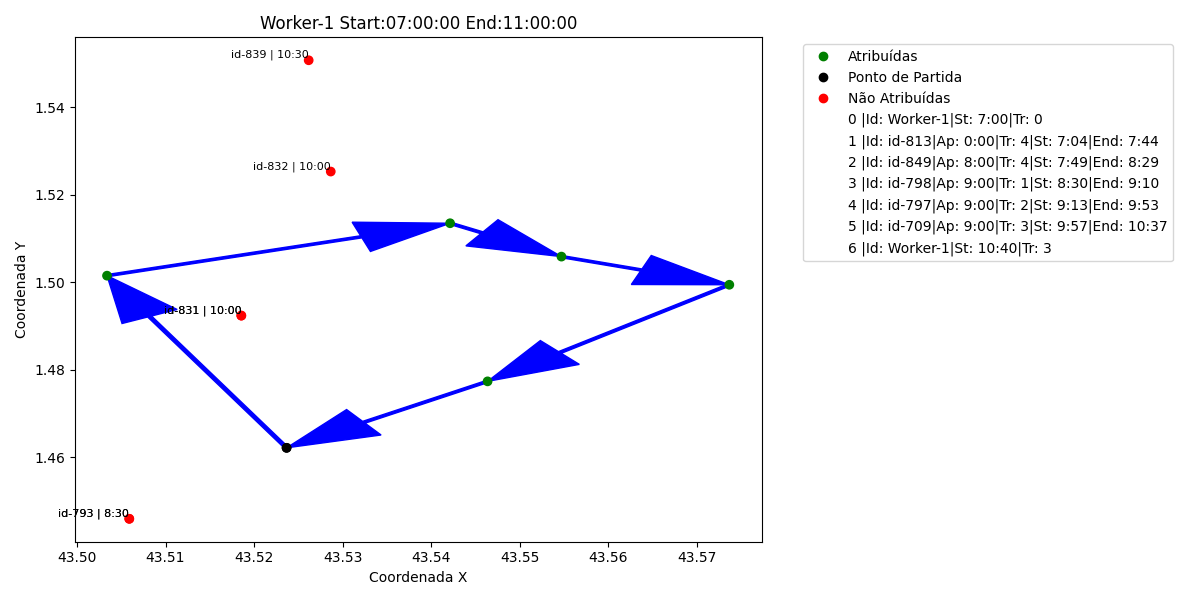 Worker-1 Start:07:00:00 End:11:00:00
id-839 | 10:30
id-832 | 10:00
id-831 | 10:00
id-793 | 8:30
1.54
1.52
1.50
1.48
1.46
Coordenada Y
43.50 43.51 43.52 43.53 43.54 43.55 43.56 43.57
Coordenada X
Atribuídas
Ponto de Partida
Não Atribuídas
0 |Id: Worker-1|St: 7:00|Tr: 0
1 |Id: id-813|Ap: 0:00|Tr: 4|St: 7:04|End: 7:44
2 |Id: id-849|Ap: 8:00|Tr: 4|St: 7:49|End: 8:29
3 |Id: id-798|Ap: 9:00|Tr: 1|St: 8:30|End: 9:10
4 |Id: id-797|Ap: 9:00|Tr: 2|St: 9:13|End: 9:53
5 |Id: id-709|Ap: 9:00|Tr: 3|St: 9:57|End: 10:37
6 |Id: Worker-1|St: 10:40|Tr: 3